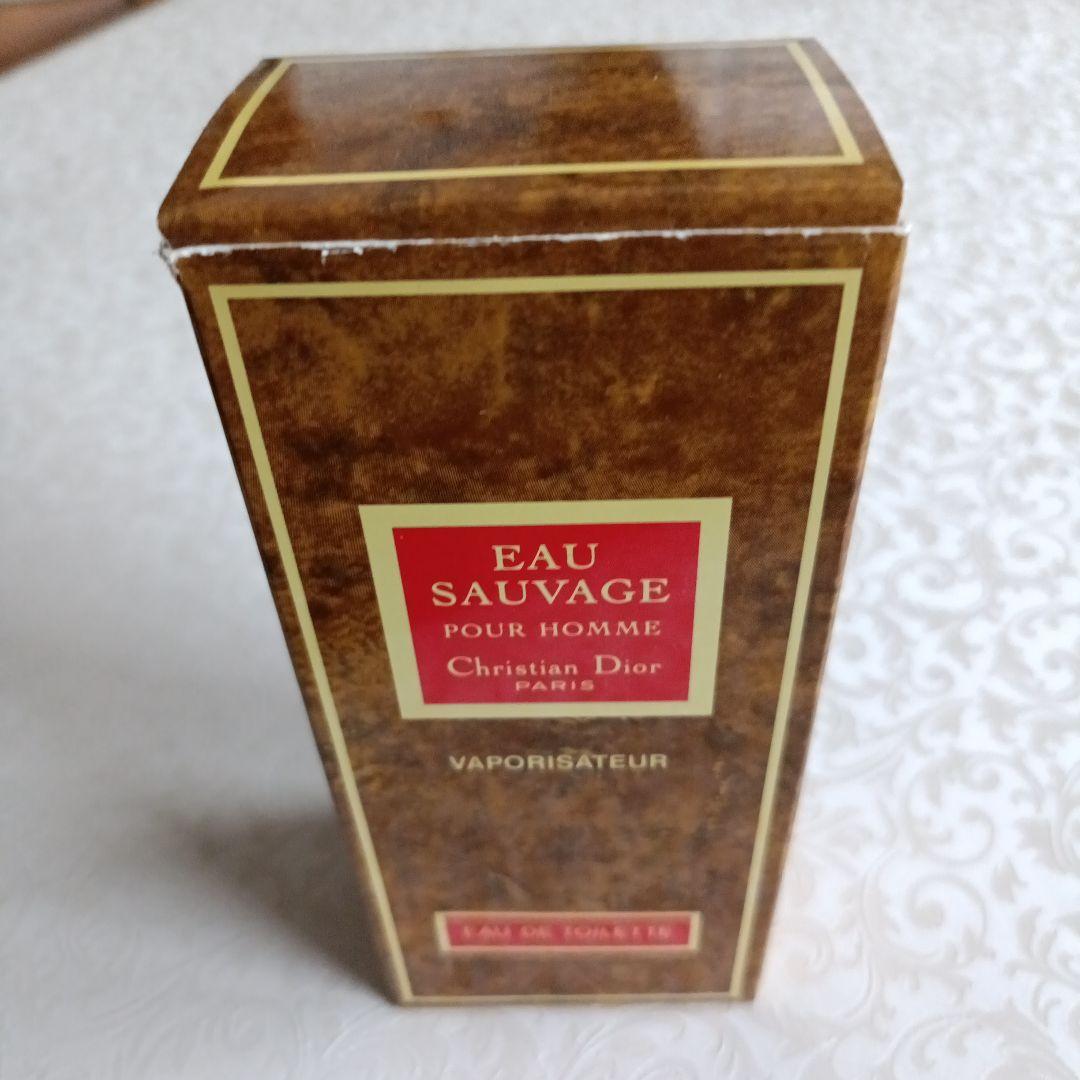 EAU
SAUVAGE
POUR HOMME
Christian Dior
PARIS
VAPORISATEUR
EAU DE TOILETTE